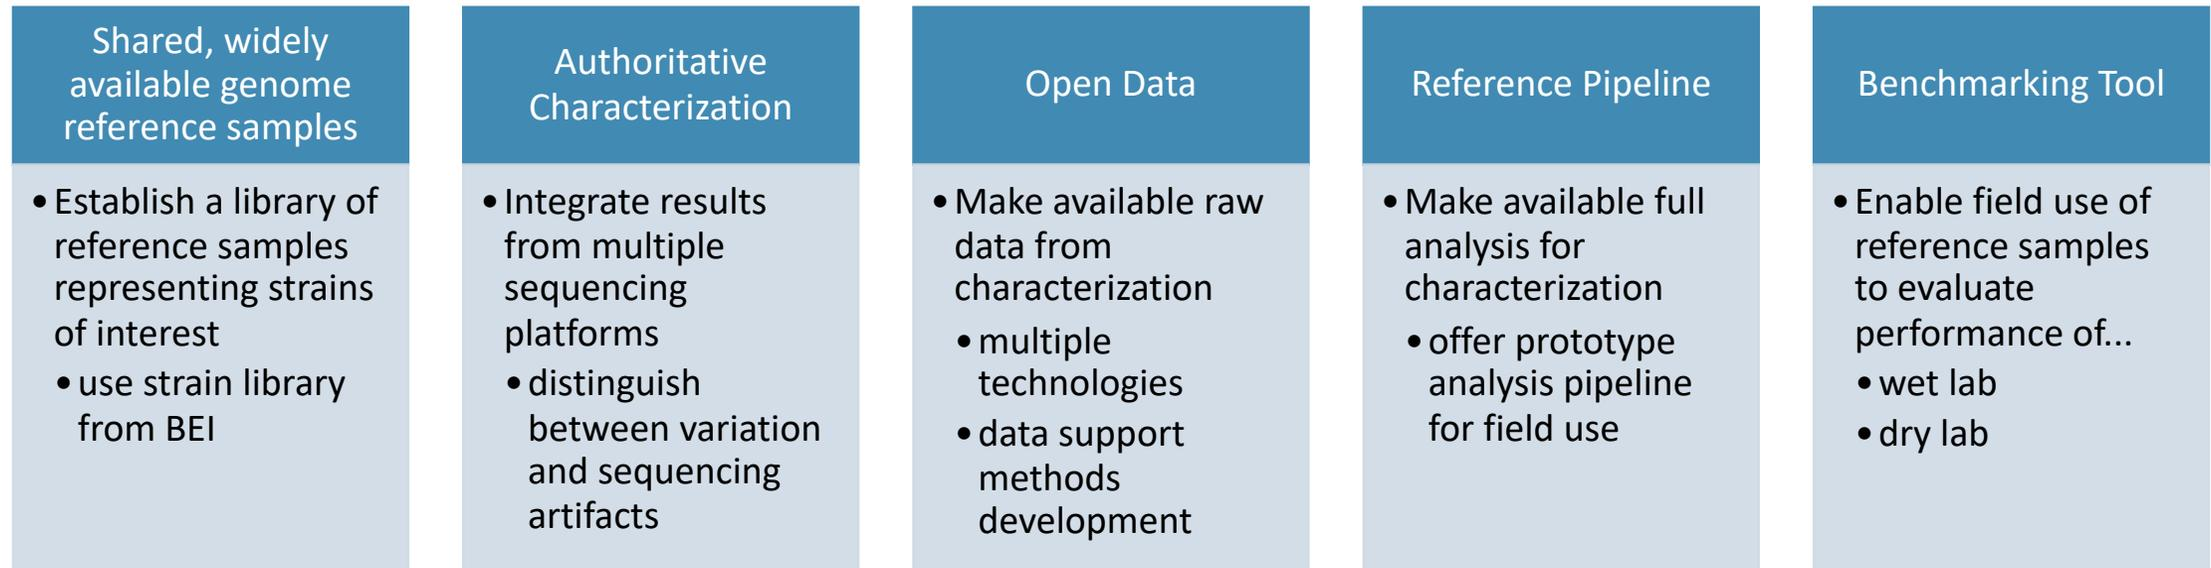 Shared, widely
available genome
reference samples
• Establish a library of
reference samples
representing strains
of interest
• use strain library
from BEI
Authoritative
Characterization
• Integrate results
from multiple
sequencing
platforms
• distinguish
between variation
and sequencing
artifacts
Open Data
• Make available raw
data from
characterization
• multiple
technologies
• data support
methods
development
Reference Pipeline
• Make available full
analysis for
characterization
• offer prototype
analysis pipeline
for field use
Benchmarking Tool
• Enable field use of
reference samples
to evaluate
performance of...
• wet lab
• dry lab